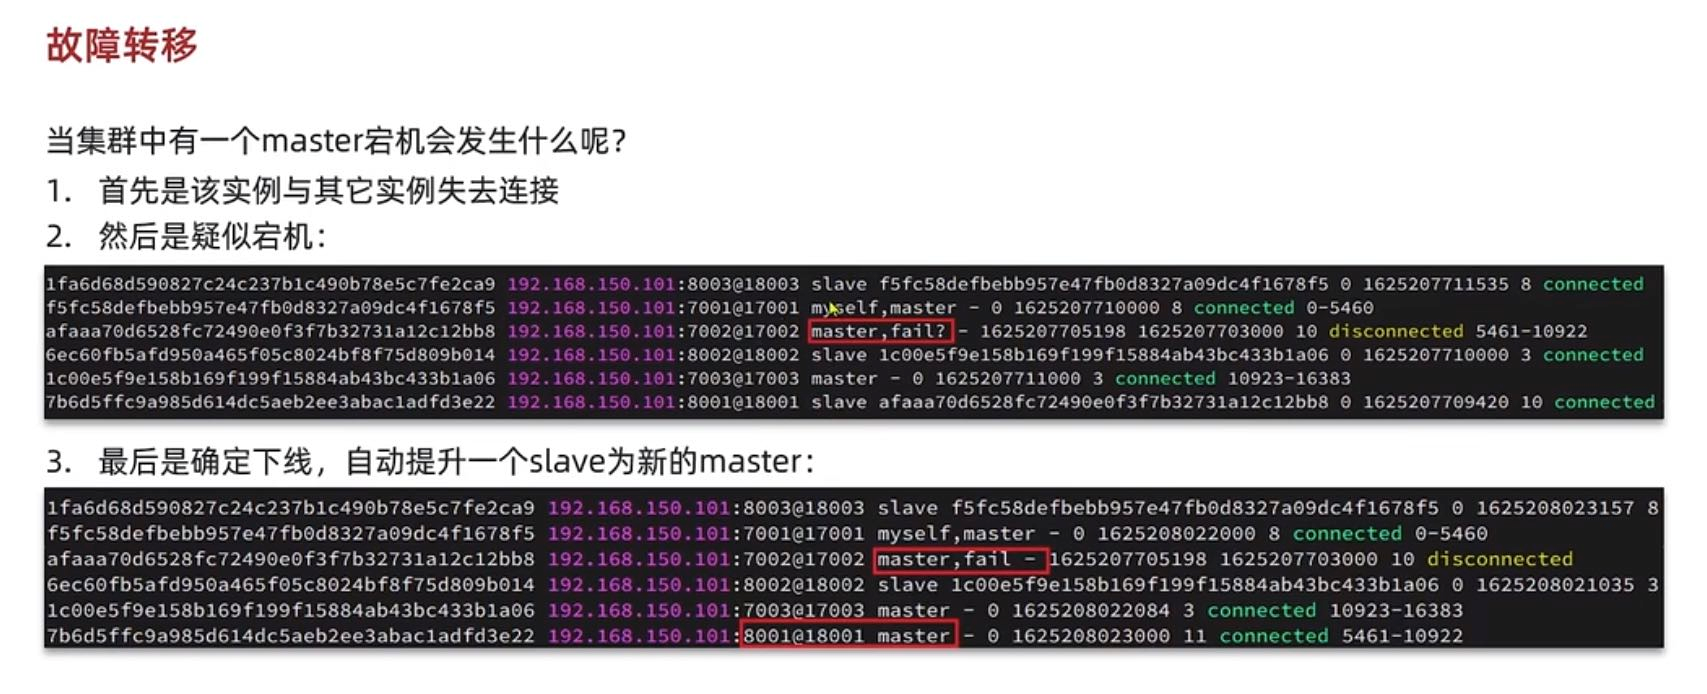 故障转移
当集群中有一个master宕机会发生什么呢？
1. 首先是该实例与其它实例失去连接
2. 然后是疑似宕机：
1fa6d68d590827c24c237b1c490b78e5c7fe2ca9 192.168.150.101:8003@18003 slave f5fc58defbebb957e47fb0d8327a09dc4f1678f5 0 1625207711535 8 connected
f5fc58defbebb957e47fb0d8327a09dc4f1678f5 192.168.150.101:7001@17001 myself,master - 0 1625207710000 8 connected 0-5460
afaaa70d6528fc72490e0f3f7b32731a12c12bb8 192.168.150.101:7002@17002 master,fail? - 1625207705198 1625207703000 10 disconnected 5461-10922
6ec60fb5afd950a465f05c8024bf8f75d809b014 192.168.150.101:8002@18002 slave 1c00e5f9e158b169f199f15884ab43bc433b1a06 0 1625207710000 3 connected
1c00e5f9e158b169f199f15884ab43bc433b1a06 192.168.150.101:7003@17003 master - 0 1625207711000 3 connected 10923-16383
7b6d5ffc9a985d614dc5aeb2ee3abac1adfd3e22 192.168.150.101:8001@18001 slave afaaa70d6528fc72490e0f3f7b32731a12c12bb8 0 1625207709420 10 connected
3. 最后是确定下线，自动提升一个slave为新的master：
1fa6d68d590827c24c237b1c490b78e5c7fe2ca9 192.168.150.101:8003@18003 slave f5fc58defbebb957e47fb0d8327a09dc4f1678f5 0 1625208023157 8
f5fc58defbebb957e47fb0d8327a09dc4f1678f5 192.168.150.101:7001@17001 myself,master - 0 1625208022000 8 connected 0-5460
afaaa70d6528fc72490e0f3f7b32731a12c12bb8 192.168.150.101:7002@17002 master,fail - 1625207705198 1625207703000 10 disconnected
6ec60fb5afd950a465f05c8024bf8f75d809b014 192.168.150.101:8002@18002 slave 1c00e5f9e158b169f199f15884ab43bc433b1a06 0 1625208021035 3
1c00e5f9e158b169f199f15884ab43bc433b1a06 192.168.150.101:7003@17003 master - 0 1625208022084 3 connected 10923-16383
7b6d5ffc9a985d614dc5aeb2ee3abac1adfd3e22 192.168.150.101:8001@18001 master - 0 1625208023000 11 connected 5461-10922